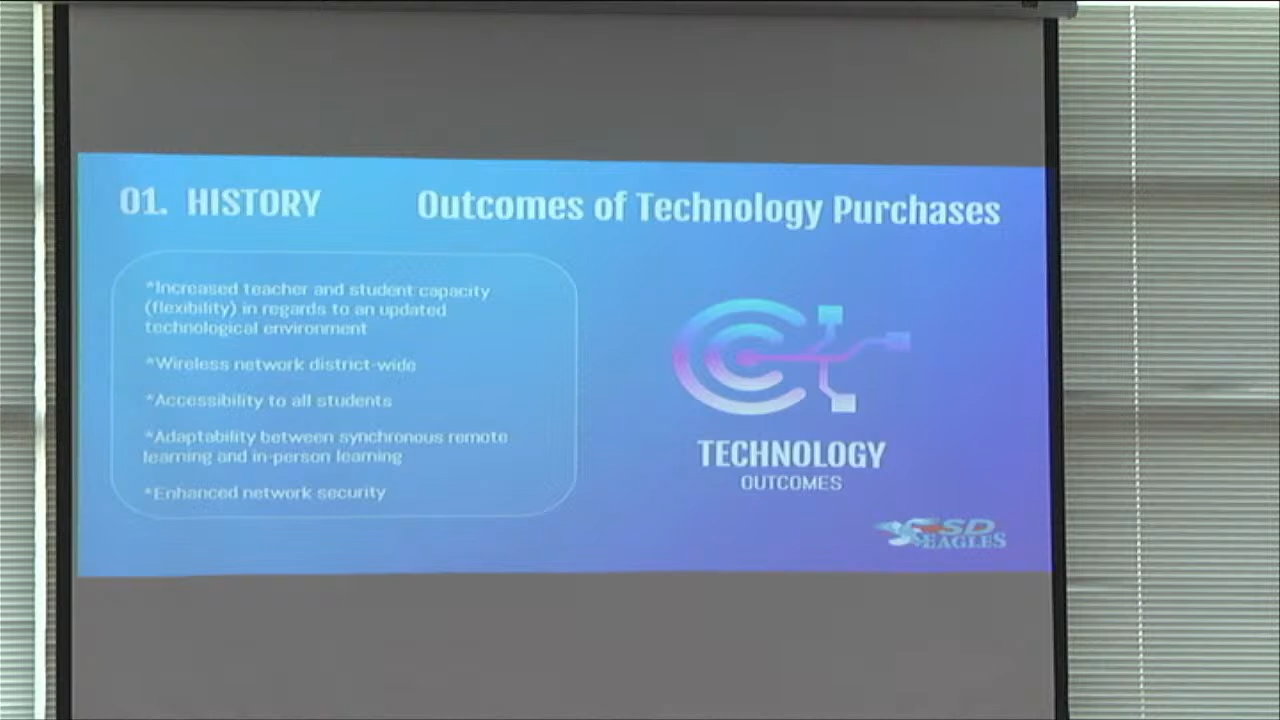 01. HISTORY
Outcomes of Technology Purchases
*Increased teacher and student capacity
(flexibility) in regards to an updated
technological environment
*Wireless network district-wide
*Accessibility to all students
*Adaptability between synchronous remote
learning and in-person learning
*Enhanced network security
TECHNOLOGY
OUTCOMES
SD
EAGLES